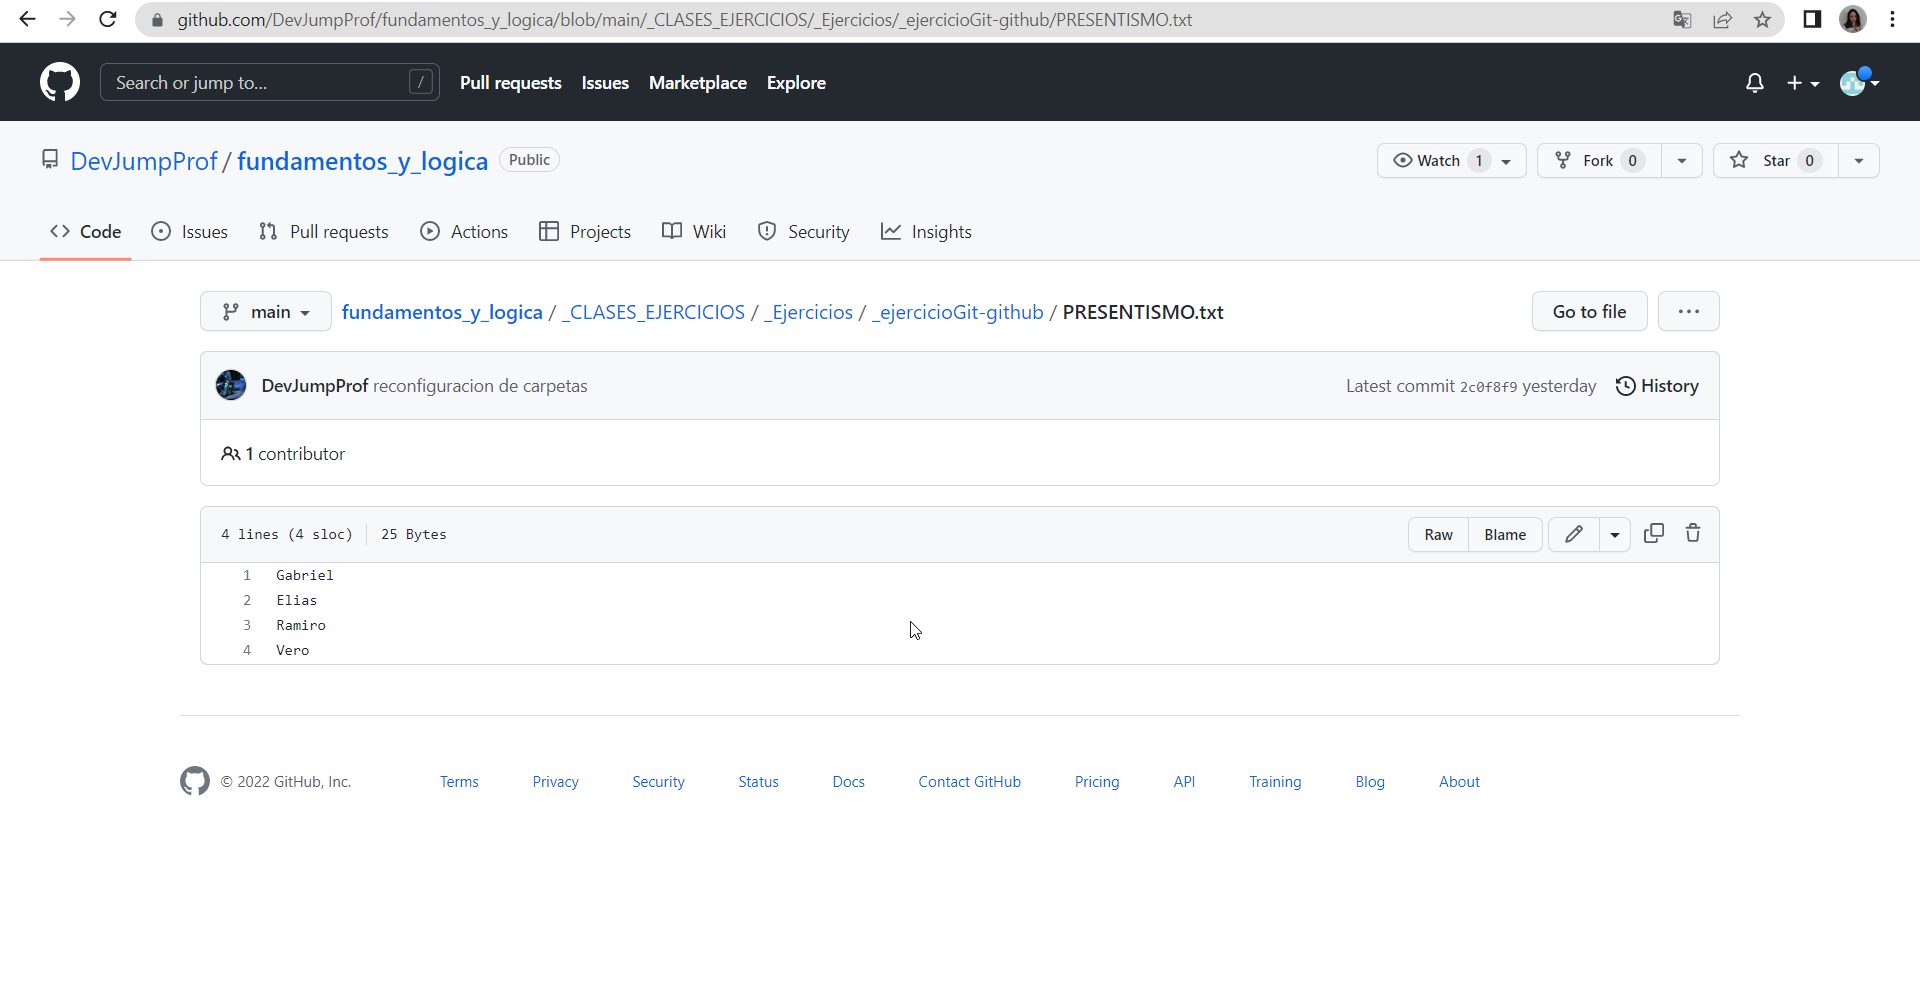 github.com/DevJumpProf/fundamentos_y_logica/blob/main/_CLASES_EJERCICIOS/_Ejercicios/_ejercicioGit-github/PRESENTISMO.txt
Search or jump to... / Pull requests Issues Marketplace Explore
DevJumpProf / fundamentos_y_logica Public Watch 1 Fork 0 Star 0
<> Code Issues Pull requests Actions Projects Wiki Security Insights
main fundamentos_y_logica / _CLASES_EJERCICIOS / _Ejercicios / _ejercicioGit-github / PRESENTISMO.txt Go to file ...
DevJumpProf reconfiguracion de carpetas Latest commit 2c0f8f9 yesterday History
1 contributor
4 lines (4 sloc) 25 Bytes Raw Blame
1 Gabriel
2 Elias
3 Ramiro
4 Vero
© 2022 GitHub, Inc. Terms Privacy Security Status Docs Contact GitHub Pricing API Training Blog About